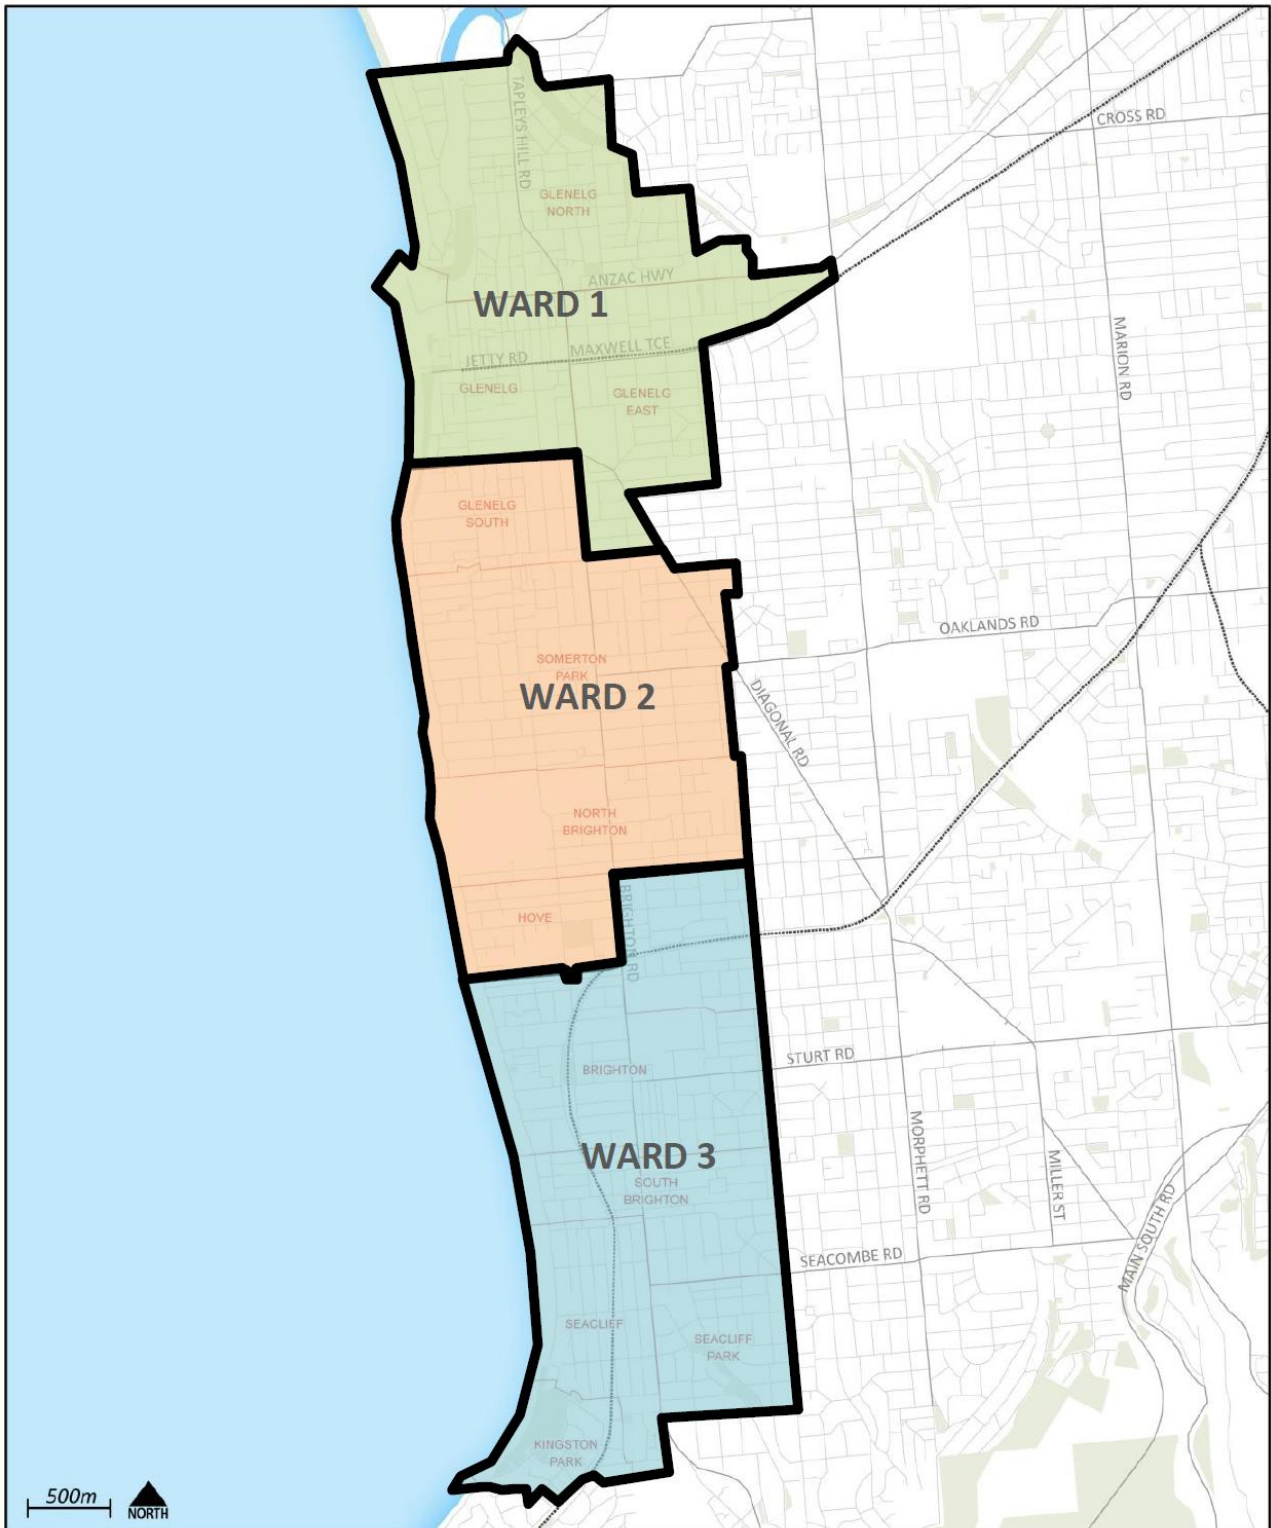 TAPLEYS HILL RD
CROSS RD
GLENELG
NORTH
ANZAC HWY
WARD 1
MARION RD
JETTY RD
MAXWELL TCE
GLENELG
GLENELG
EAST
GLENELG
SOUTH
OAKLANDS RD
SOMERTON
PARK
WARD 2
DIAGONAL RD
NORTH
BRIGHTON
HOVE
BRIGHTON RD
STURT RD
BRIGHTON
MORPHETT RD
WARD 3
MILLER ST
SOUTH
BRIGHTON
MAIN SOUTH RD
SEACOMBE RD
SEACLIFF
SEACLIFF
PARK
KINGSTON
PARK
500m
NORTH